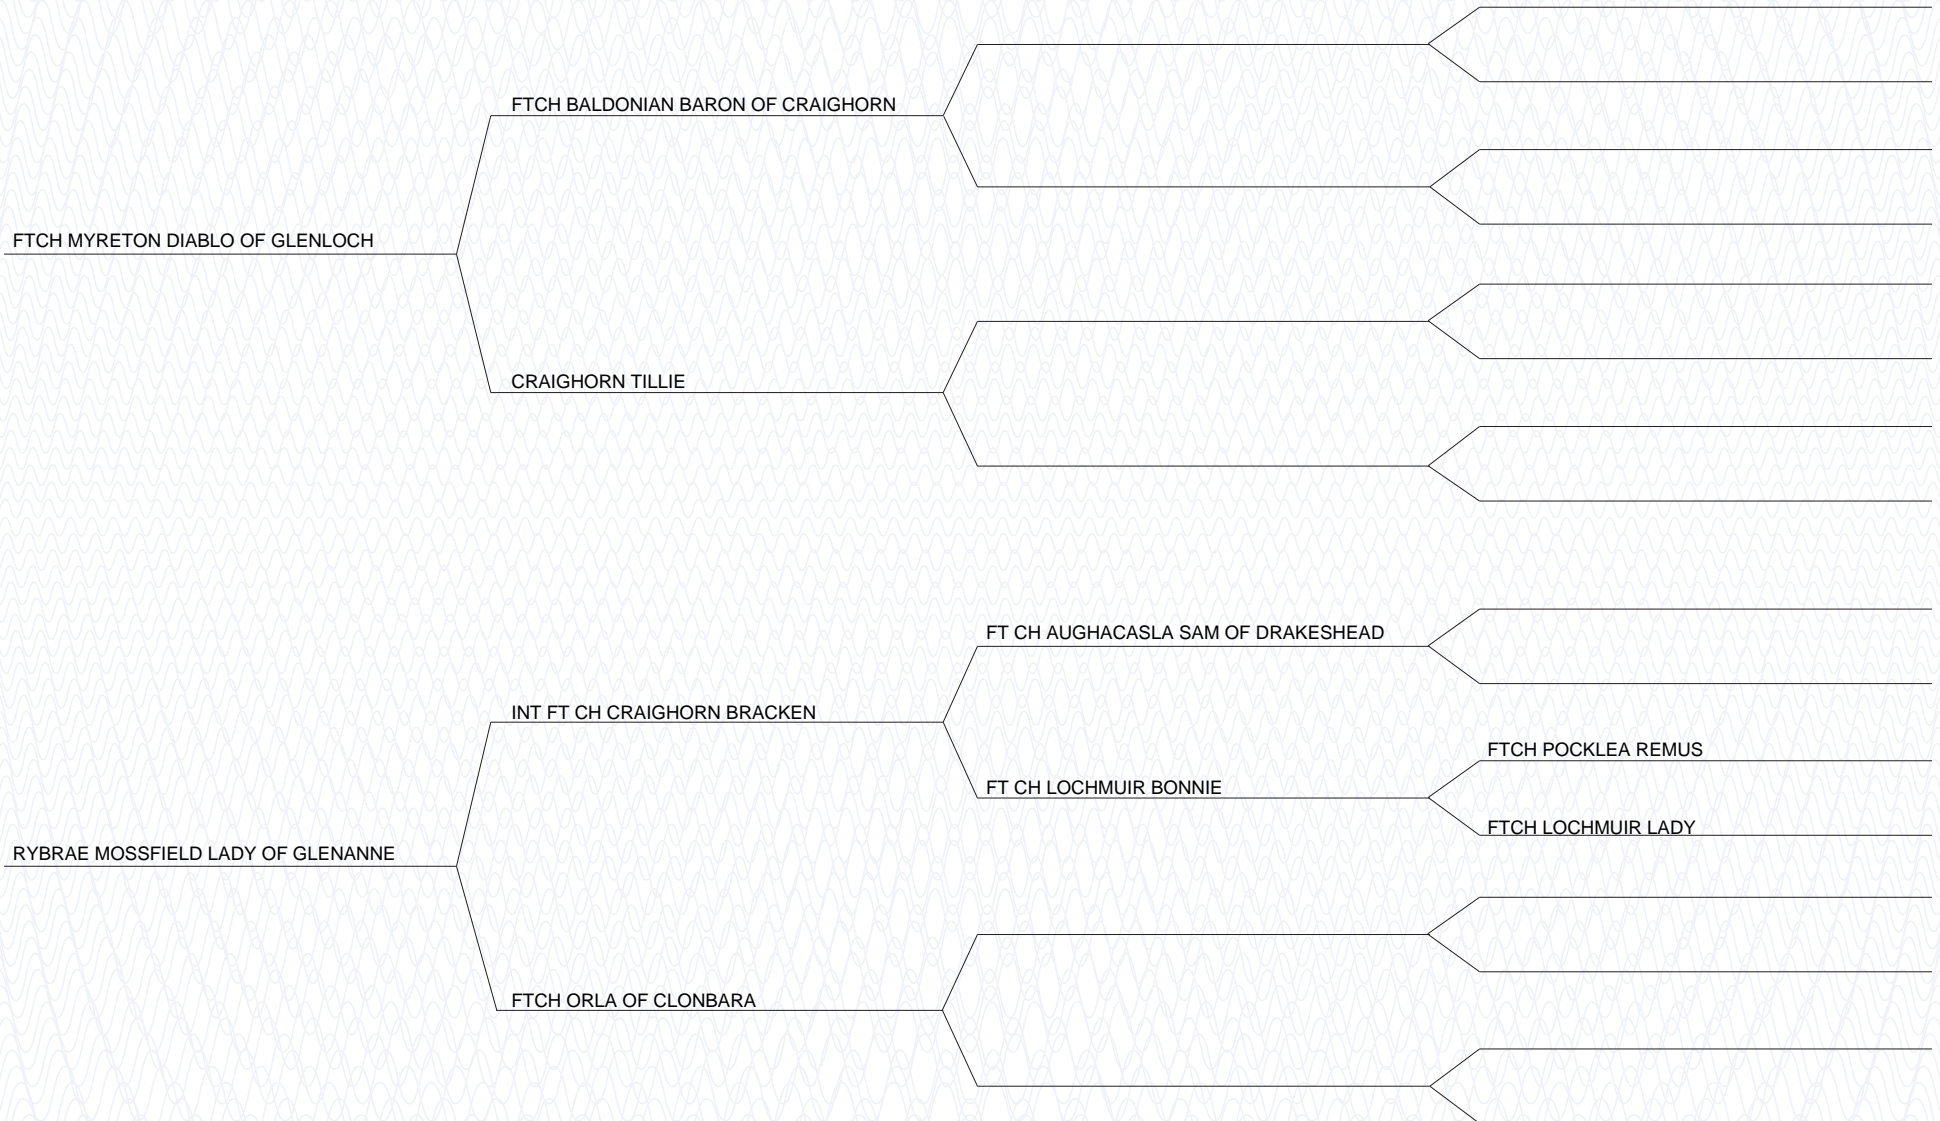 FTCH BALDONIAN BARON OF CRAIGHORN
FTCH MYRETON DIABLO OF GLENLOCH
CRAIGHORN TILLIE
FT CH AUGHACASLA SAM OF DRAKESHEAD
INT FT CH CRAIGHORN BRACKEN
FTCH POCKLEA REMUS
FT CH LOCHMUIR BONNIE
FTCH LOCHMUIR LADY
RYBRAE MOSSFIELD LADY OF GLENANNE
FTCH ORLA OF CLONBARA